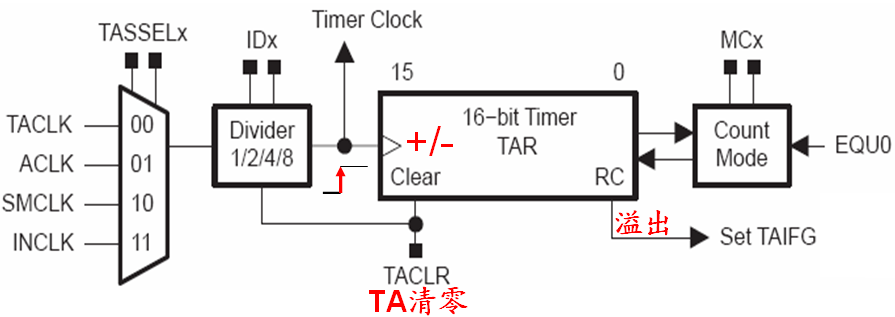 Timer Clock
TASSELx
IDx
MCx
15
0
TACLK
ACLK
SMCLK
INCLK
00
01
10
11
Divider
1/2/4/8
+/-
16−bit Timer
TAR
Clear
RC
Count
Mode
EQU0
溢出
Set TAIFG
TACLR
TA清零